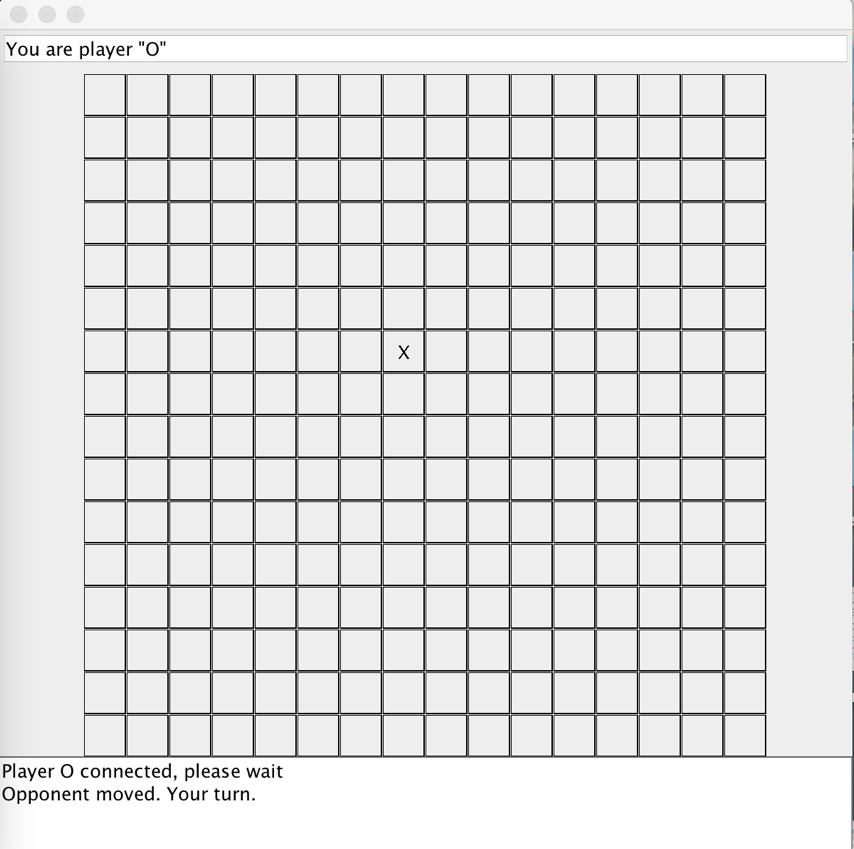 You are player "O"
X
Player O connected, please wait
Opponent moved. Your turn.